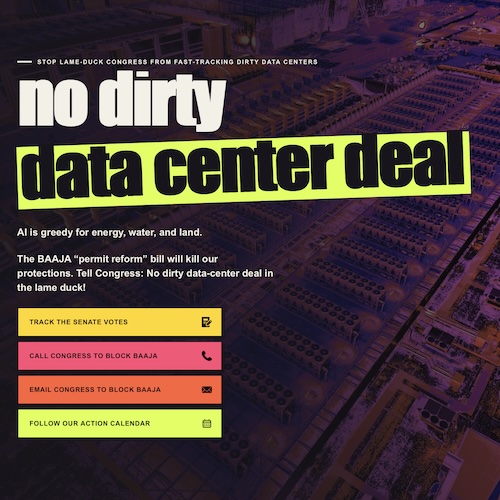 STOP LAME-DUCK CONGRESS FROM FAST-TRACKING DIRTY DATA CENTERS
no dirty
data center deal
AI is greedy for energy, water, and land.
The BAAJA “permit reform” bill will kill our
protections. Tell Congress: No dirty data-center deal in
the lame duck!
TRACK THE SENATE VOTES
CALL CONGRESS TO BLOCK BAAJA
EMAIL CONGRESS TO BLOCK BAAJA
FOLLOW OUR ACTION CALENDAR